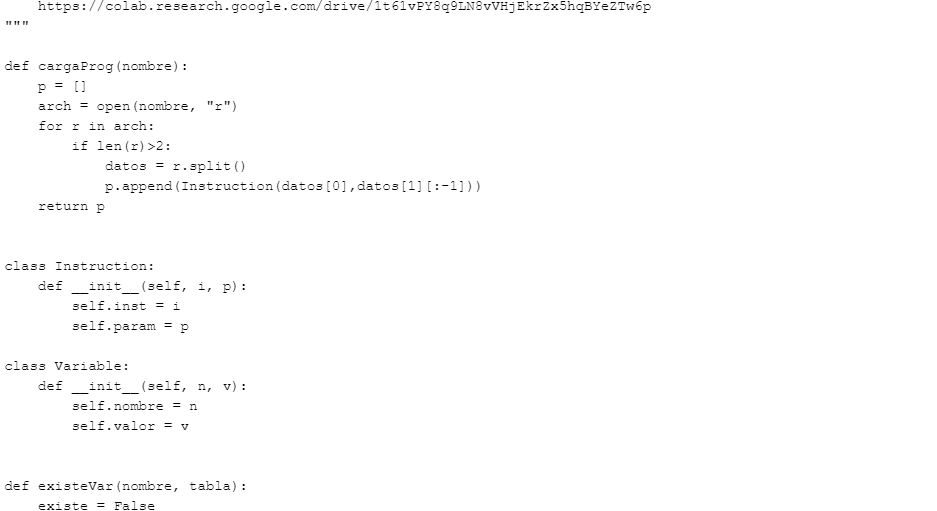 https://colab.research.google.com/drive/1t61vPY8q9LN8vVHjEkrZx5hqBYeZTw6p
"""

def cargaProg(nombre):
    p = []
    arch = open(nombre, "r")
    for r in arch:
        if len(r)>2:
            datos = r.split()
            p.append(Instruction(datos[0],datos[1][:-1]))
    return p


class Instruction:
    def __init__(self, i, p):
        self.inst = i
        self.param = p

class Variable:
    def __init__(self, n, v):
        self.nombre = n
        self.valor = v


def existeVar(nombre, tabla):
    existe = False